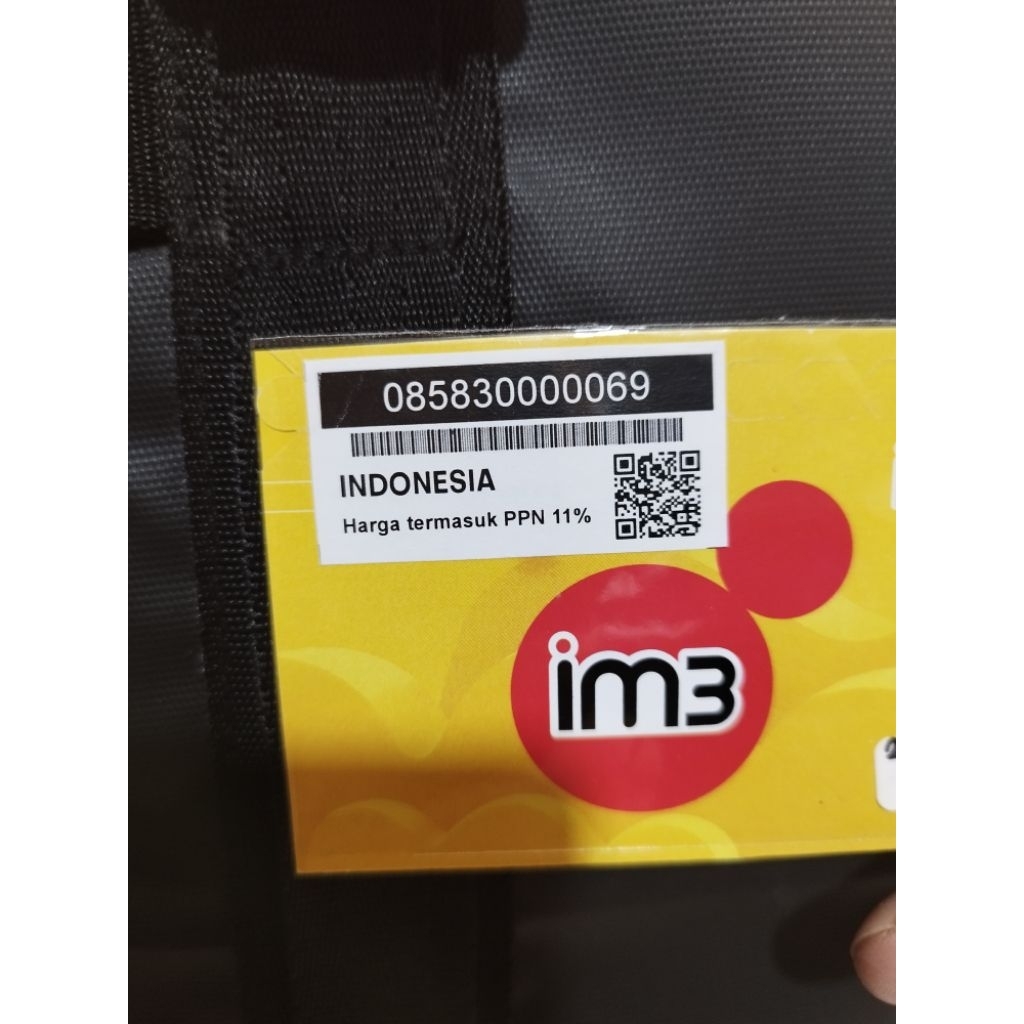 085830000069
INDONESIA
Harga termasuk PPN 11%
im3